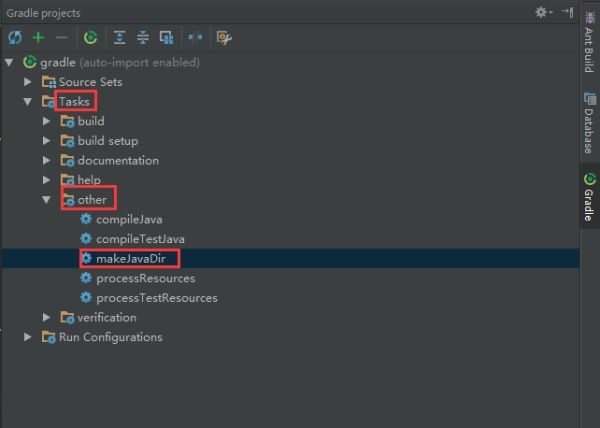 Gradle projects
gradle (auto-import enabled)
Source Sets
Tasks
build
build setup
documentation
help
other
compileJava
compileTestJava
makeJavaDir
processResources
processTestResources
verification
Run Configurations
Ant Build
Database
Gradle